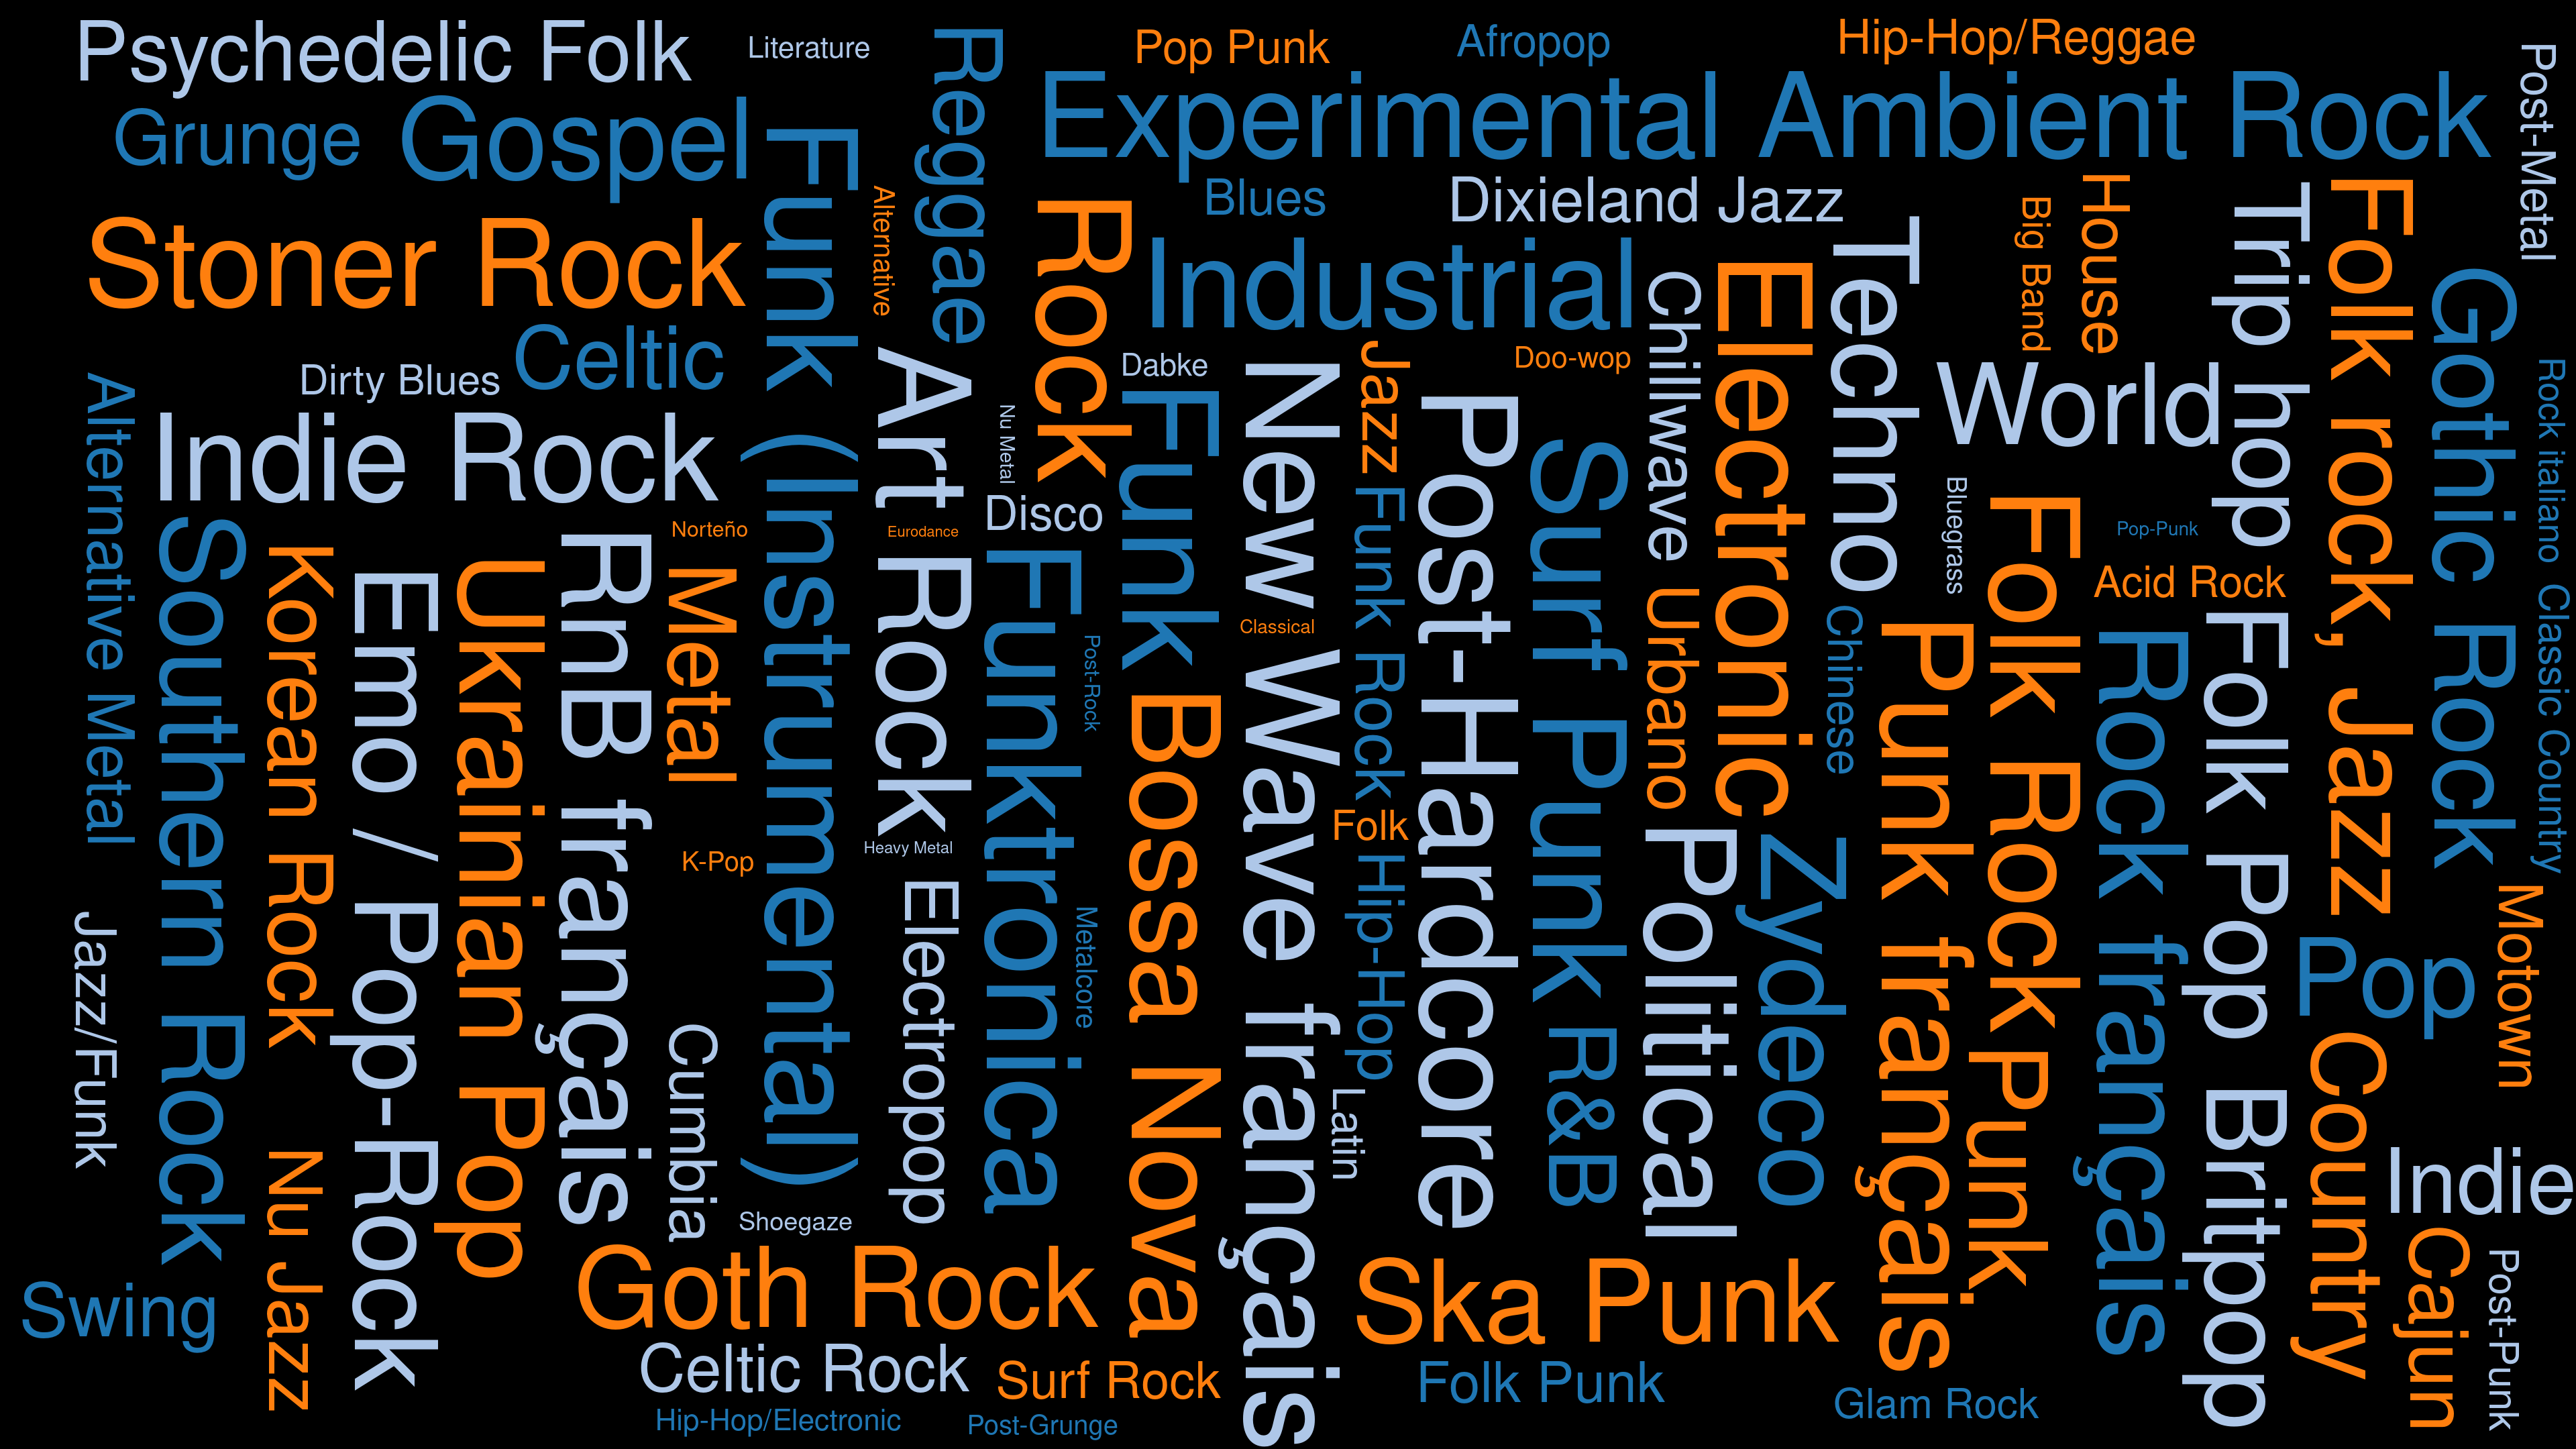 Psychedelic Folk
Literature
Reggae
Pop Punk
Afropop
Hip-Hop/Reggae
Post-Metal
Grunge
Gospel
Funk (Instrumental)
Experimental Ambient Rock
Alternative
Rock
Blues
Dixieland Jazz
Big Band
House
Trip hop
Folk rock, Jazz
Stoner Rock
Industrial
Chillwave
Electronic
Techno
Gothic Rock
Celtic
Dirty Blues
Dabke
Jazz
Doo-wop
World
Rock italiano
Alternative Metal
Indie Rock
Art Rock
Nu Metal
Funk
New Wave français
Post-Hardcore
Surf Punk
Disco
Funk Rock
Bluegrass
Folk Rock
Pop-Punk
Southern Rock
Korean Rock
Emo / Pop-Rock
Ukrainian Pop
RnB français
Norteño
Metal
Eurodance
Funktronica
Post-Rock
Classical
Urbano
Chinese
Acid Rock
Punk français
Rock français
Folk Pop
Classic Country
Bossa Nova
K-Pop
Heavy Metal
Folk
Political
Zydeco
Jazz/Funk
Electropop
Metalcore
Hip-Hop
Pop
Motown
Cumbia
Latin
R&B
Punk
Britpop
Country
Nu Jazz
Shoegaze
Indie
Swing
Goth Rock
Ska Punk
Cajun
Post-Punk
Celtic Rock
Surf Rock
Folk Punk
Glam Rock
Hip-Hop/Electronic
Post-Grunge